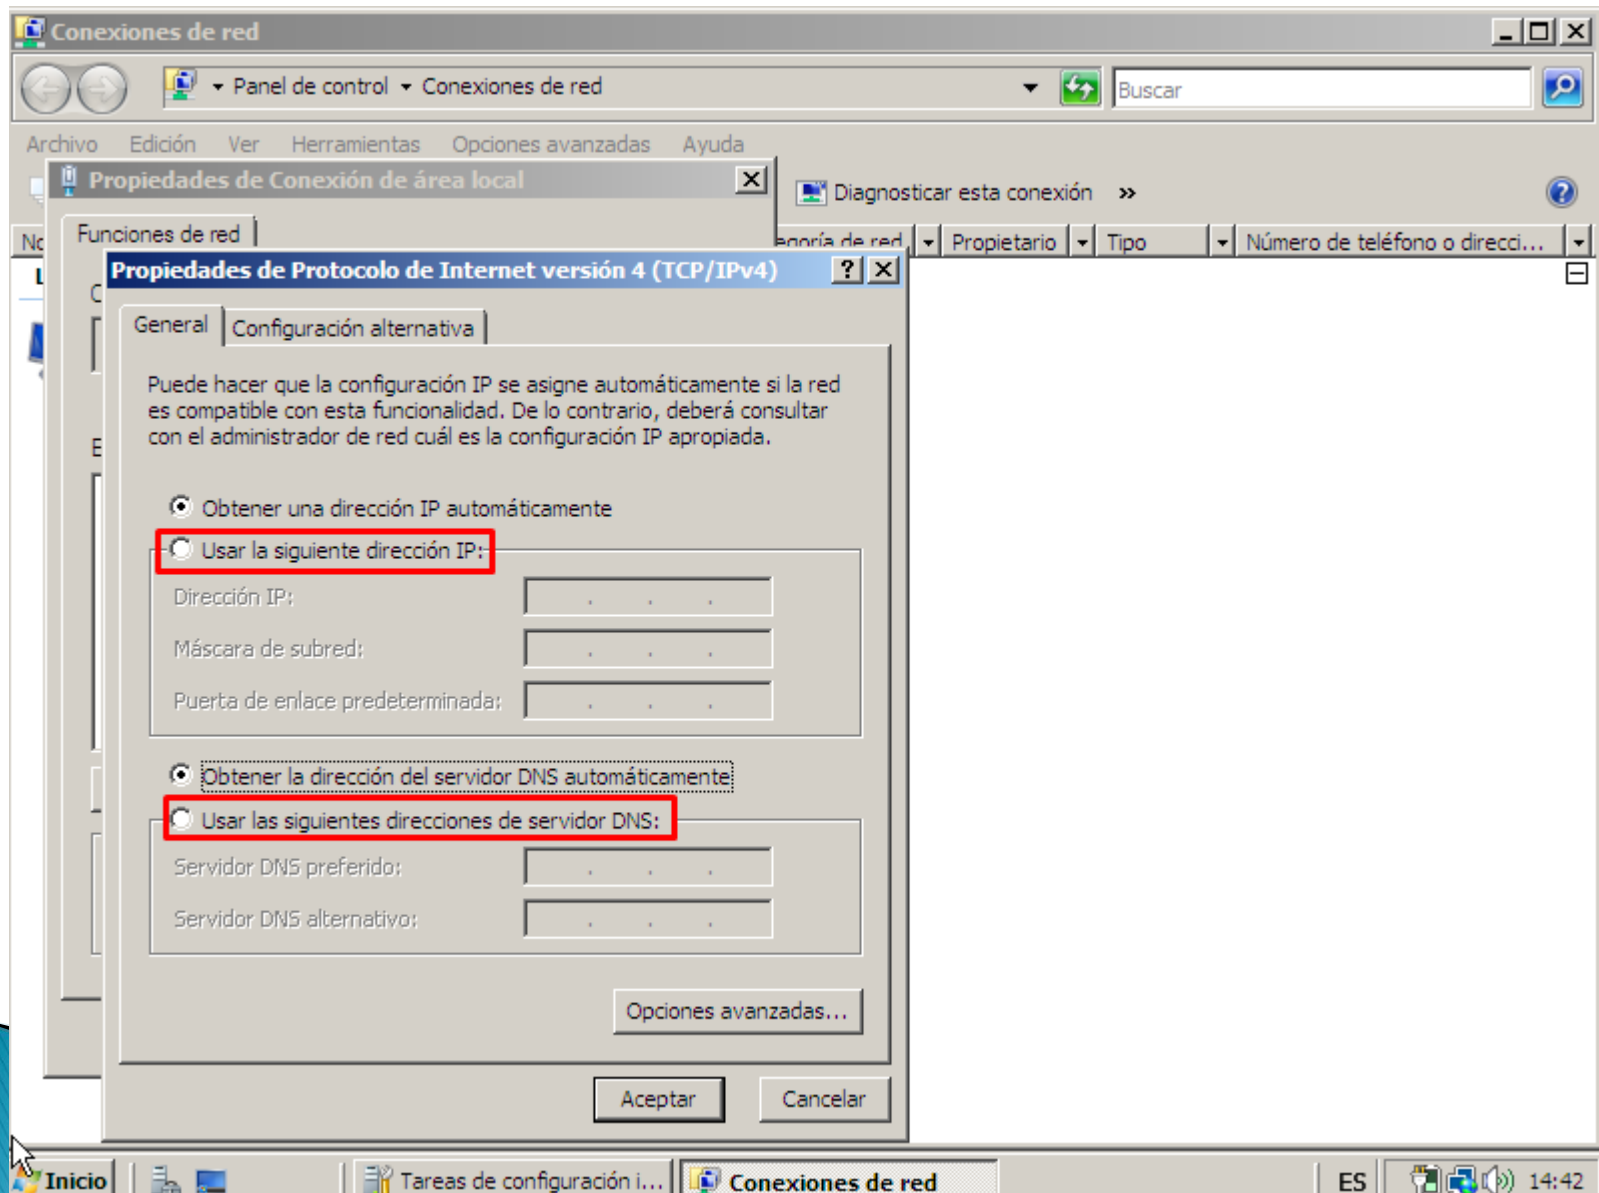 Conexiones de red
Panel de control Conexiones de red
Buscar
Archivo Edición Ver Herramientas Opciones avanzadas Ayuda
Propiedades de Conexión de área local
Diagnosticar esta conexión »
Funciones de red
de red Propietario Tipo Número de teléfono o direcci...
Propiedades de Protocolo de Internet versión 4 (TCP/IPv4)
General Configuración alternativa
Puede hacer que la configuración IP se asigne automáticamente si la red
es compatible con esta funcionalidad. De lo contrario, deberá consultar
con el administrador de red cuál es la configuración IP apropiada.
Obtener una dirección IP automáticamente
Usar la siguiente dirección IP:
Dirección IP:
Máscara de subred:
Puerta de enlace predeterminada:
Obtener la dirección del servidor DNS automáticamente
Usar las siguientes direcciones de servidor DNS:
Servidor DNS preferido:
Servidor DNS alternativo:
Opciones avanzadas...
Aceptar Cancelar
Inicio Tareas de configuración i... Conexiones de red ES 14:42